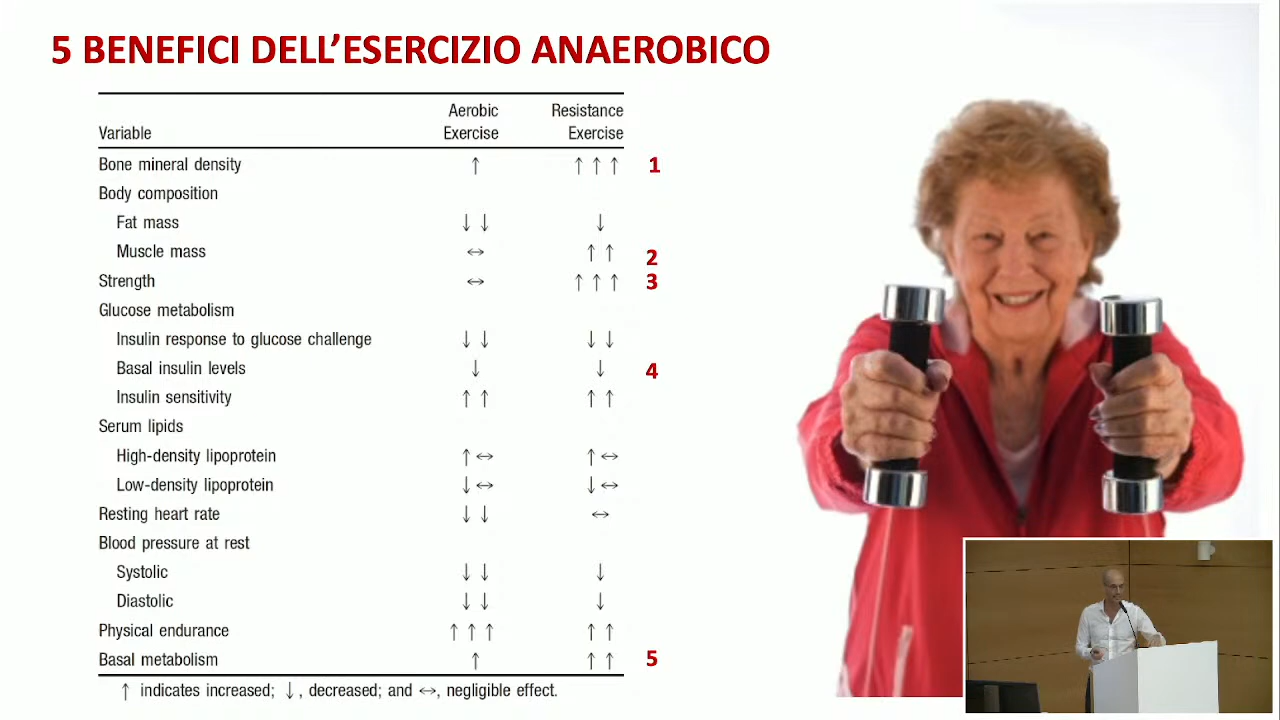 5 BENEFICI DELL’ESERCIZIO ANAEROBICO
Aerobic Resistance
Variable Exercise Exercise
Bone mineral density ↑ ↑ ↑ ↑ 1
Body composition
Fat mass ↓ ↓ ↓
Muscle mass ↔ ↑ ↑ 2
Strength ↔ ↑ ↑ ↑ 3
Glucose metabolism
Insulin response to glucose challenge ↓ ↓ ↓ ↓
Basal insulin levels ↓ ↓ 4
Insulin sensitivity ↑ ↑ ↑ ↑
Serum lipids
High-density lipoprotein ↑ ↔ ↑ ↔
Low-density lipoprotein ↓ ↔ ↓ ↔
Resting heart rate ↓ ↓ ↔
Blood pressure at rest
Systolic ↓ ↓ ↓
Diastolic ↓ ↓ ↓
Physical endurance ↑ ↑ ↑ ↑ ↑
Basal metabolism ↑ ↑ ↑ 5
↑ indicates increased; ↓, decreased; and ↔, negligible effect.